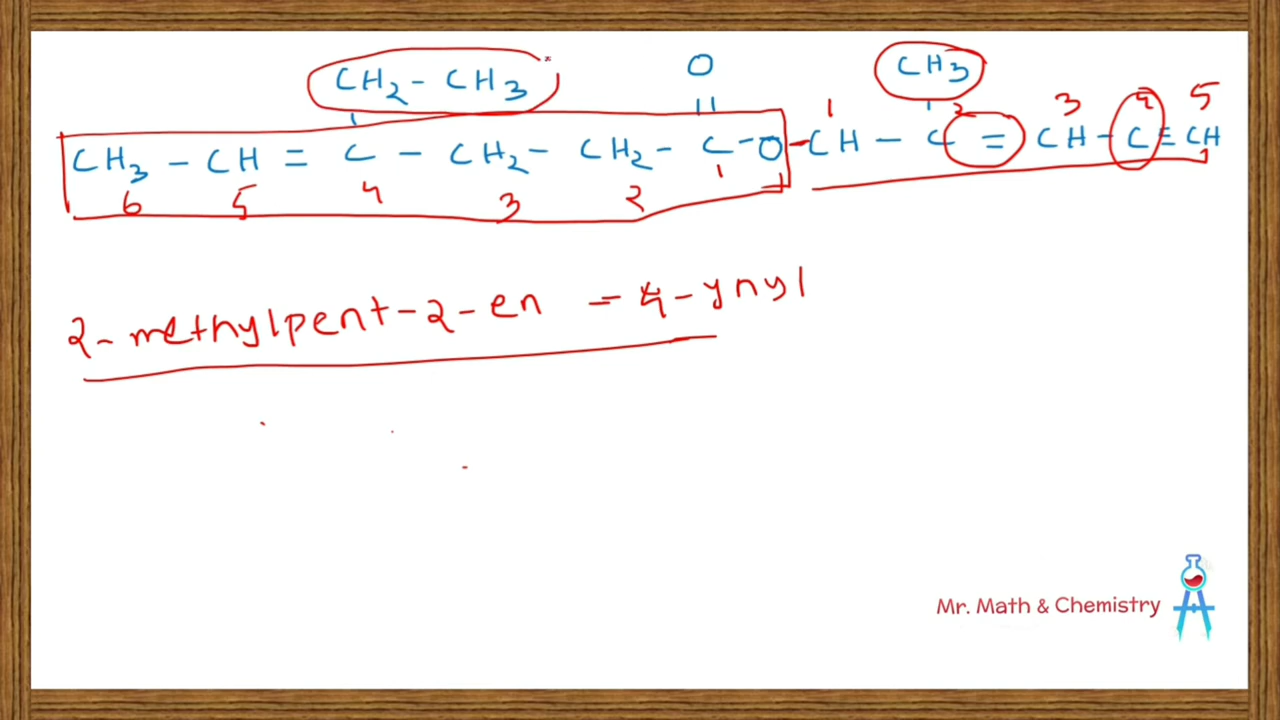 CH2 - CH3 O CH3
CH3 - CH = C - CH2 - CH2 - C - O - CH - C = CH - C ≡ CH
1 2 3 4 5
6 5 4 3 2 1
2-methylpent-2-en -4-ynyl
Mr. Math & Chemistry